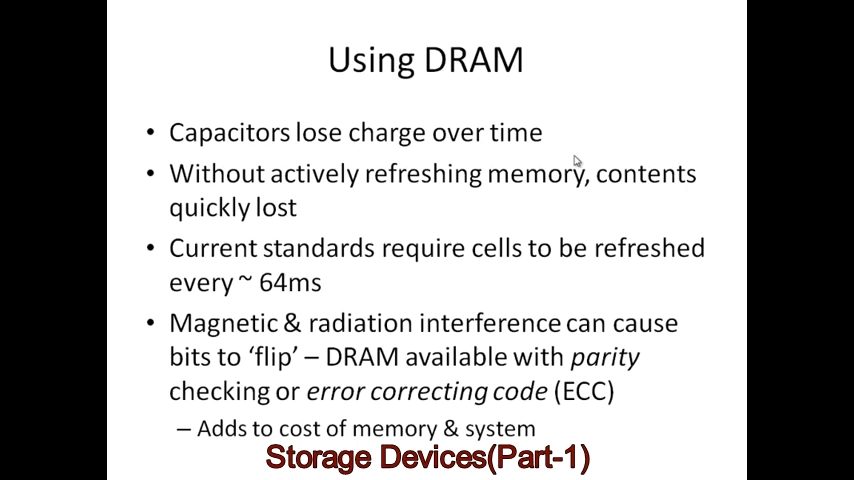 Using DRAM
• Capacitors lose charge over time
• Without actively refreshing memory, contents
quickly lost
• Current standards require cells to be refreshed
every ~ 64ms
• Magnetic & radiation interference can cause
bits to ‘flip’ – DRAM available with parity
checking or error correcting code (ECC)
– Adds to cost of memory & system
Storage Devices(Part-1)